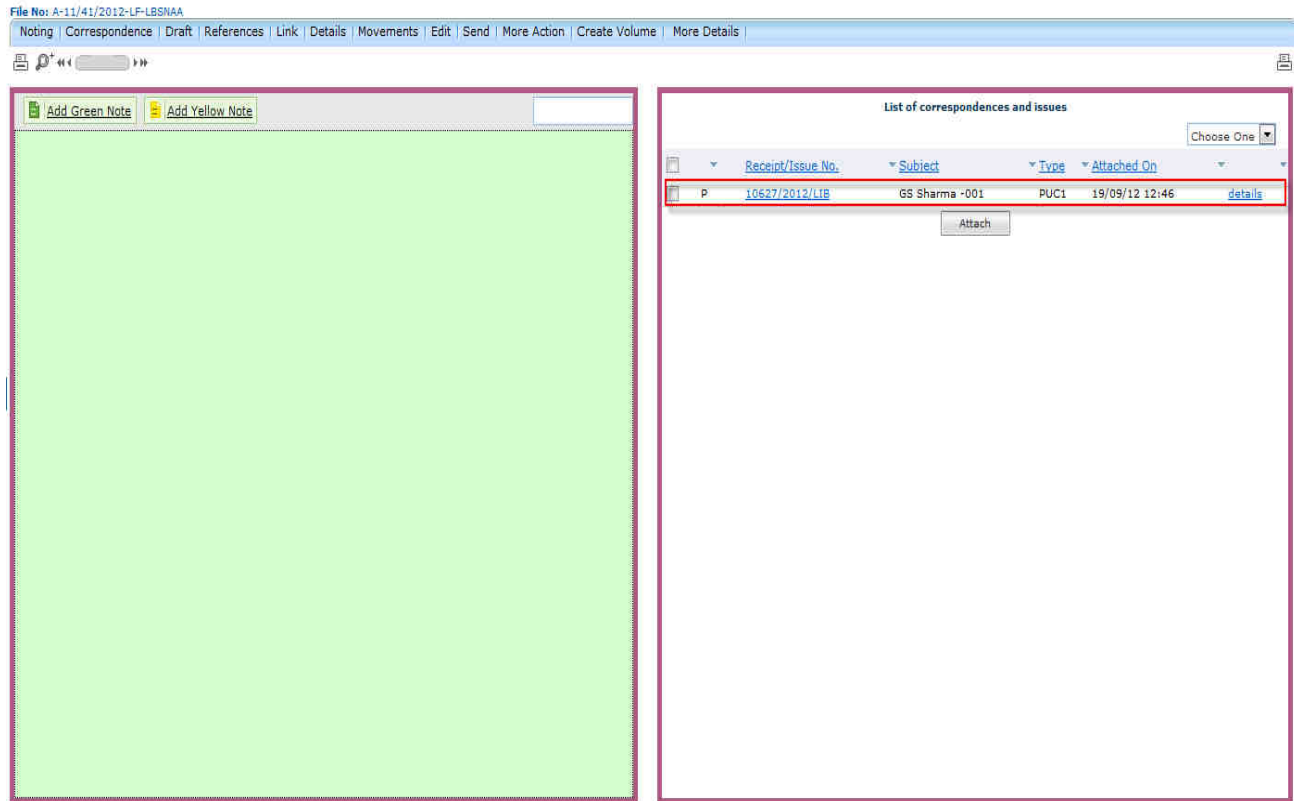 File No: A-11/41/2012-LF-LBSNAA
Noting | Correspondence | Draft | References | Link | Details | Movements | Edit | Send | More Action | Create Volume | More Details |
Add Green Note Add Yellow Note
List of correspondences and issues
Choose One
Receipt/Issue No. Subject Type Attached On
P 10627/2012/LIB GS Sharma -001 PUC1 19/09/12 12:46 details
Attach